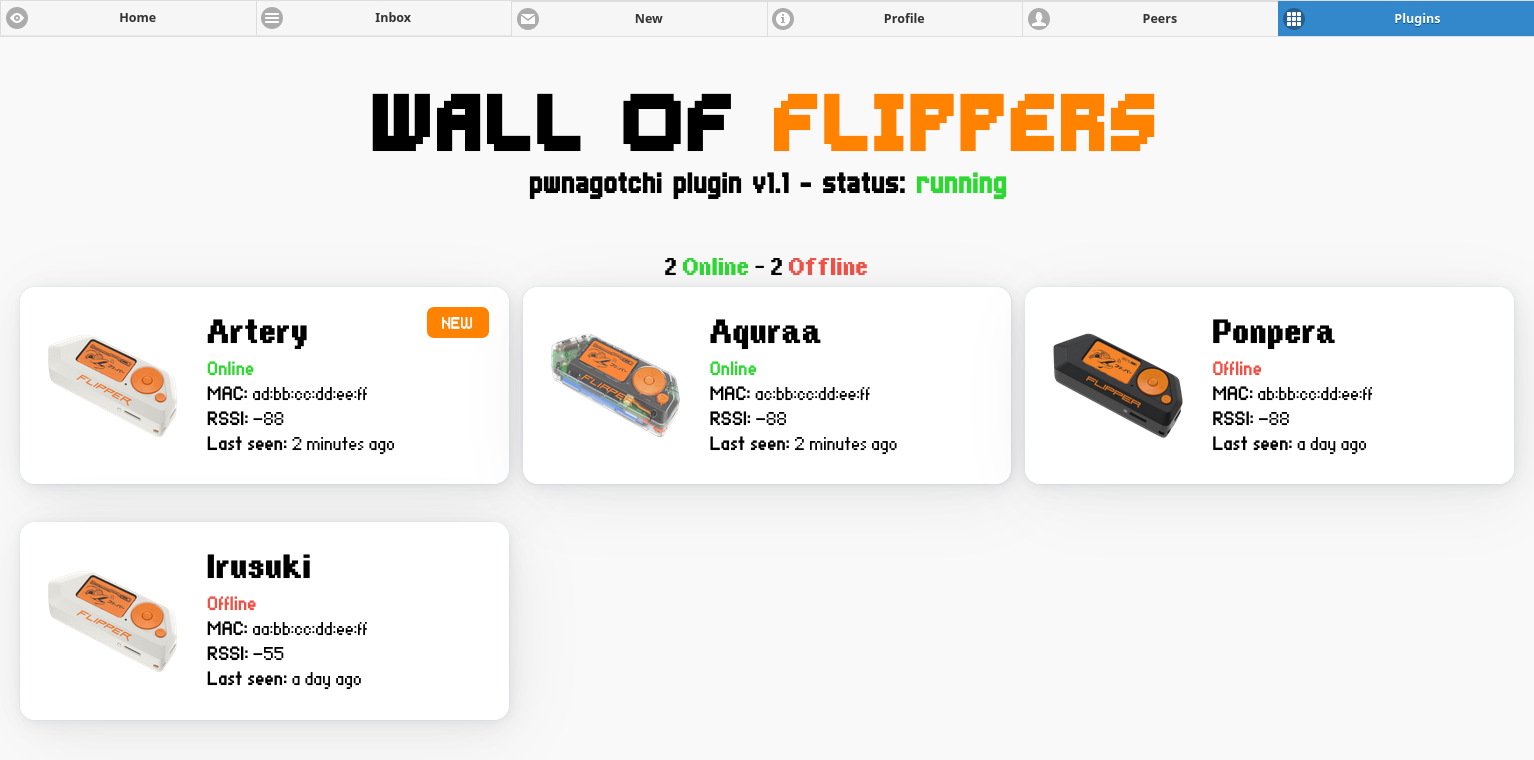 Home
Inbox
New
Profile
Peers
Plugins
WALL OF FLIPPERS
pwnagotchi plugin v1.1 - status: running
2 Online - 2 Offline
NEW
Artery
Online
MAC: ad:bb:cc:dd:ee:ff
RSSI: -88
Last seen: 2 minutes ago
FLIPPER
Aquraa
Online
MAC: ac:bb:cc:dd:ee:ff
RSSI: -88
Last seen: 2 minutes ago
FLIPPER
Ponpera
Offline
MAC: ab:bb:cc:dd:ee:ff
RSSI: -88
Last seen: a day ago
FLIPPER
Irusuki
Offline
MAC: aa:bb:cc:dd:ee:ff
RSSI: -55
Last seen: a day ago
FLIPPER